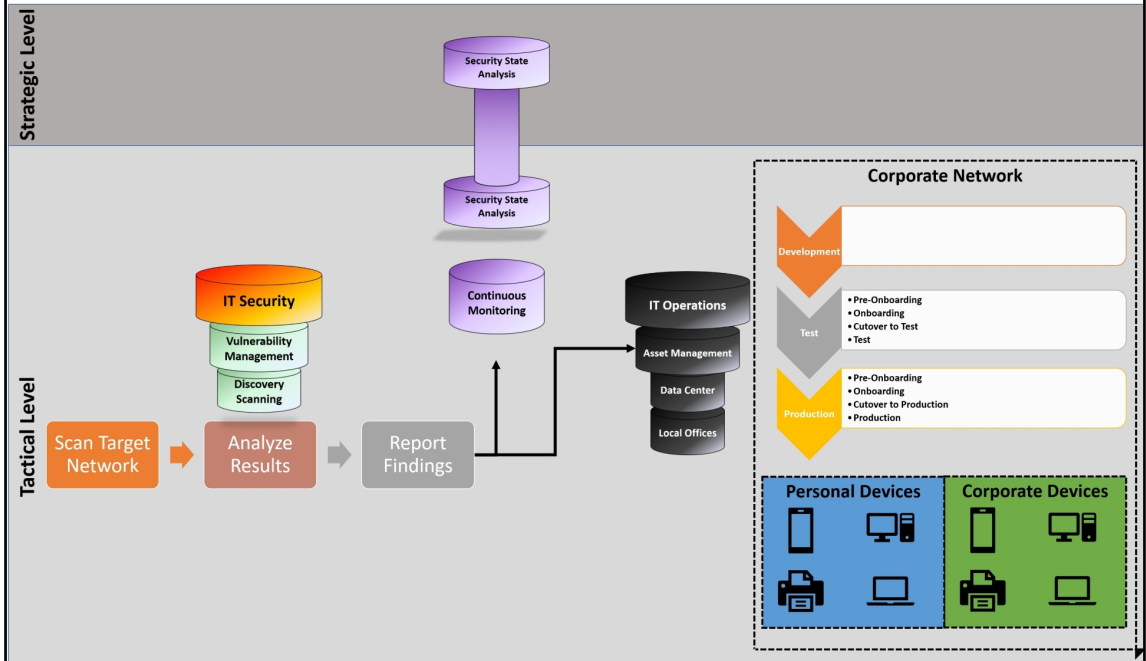 Strategic Level
Security State
Analysis
Security State
Analysis
Tactical Level
IT Security
Vulnerability
Management
Discovery
Scanning
Continuous
Monitoring
IT Operations
Asset Management
Data Center
Local Offices
Scan Target
Network
Analyze
Results
Report
Findings
Corporate Network
Development
Test
• Pre-Onboarding
• Onboarding
• Cutover to Test
• Test
Production
• Pre-Onboarding
• Onboarding
• Cutover to Production
• Production
Personal Devices
Corporate Devices